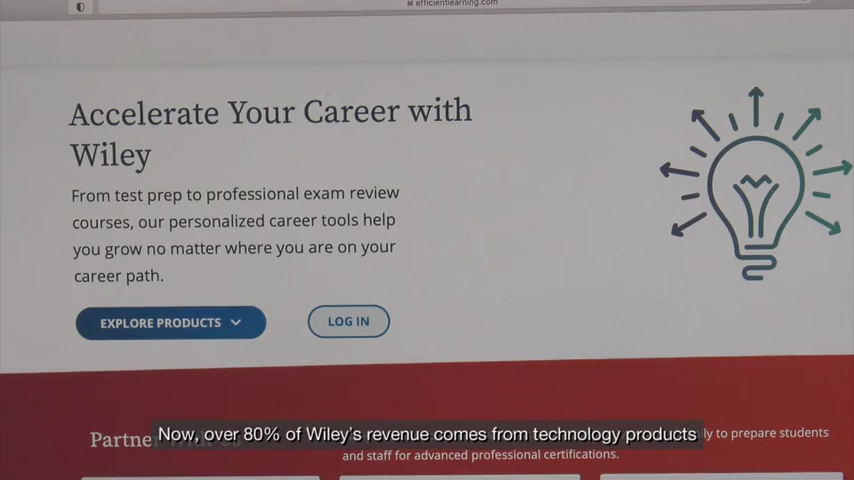 efficientlearning.com
Accelerate Your Career with
Wiley
From test prep to professional exam review
courses, our personalized career tools help
you grow no matter where you are on your
career path.
EXPLORE PRODUCTS
LOG IN
Now, over 80% of Wiley's revenue comes from technology products
to prepare students
and staff for advanced professional certifications.